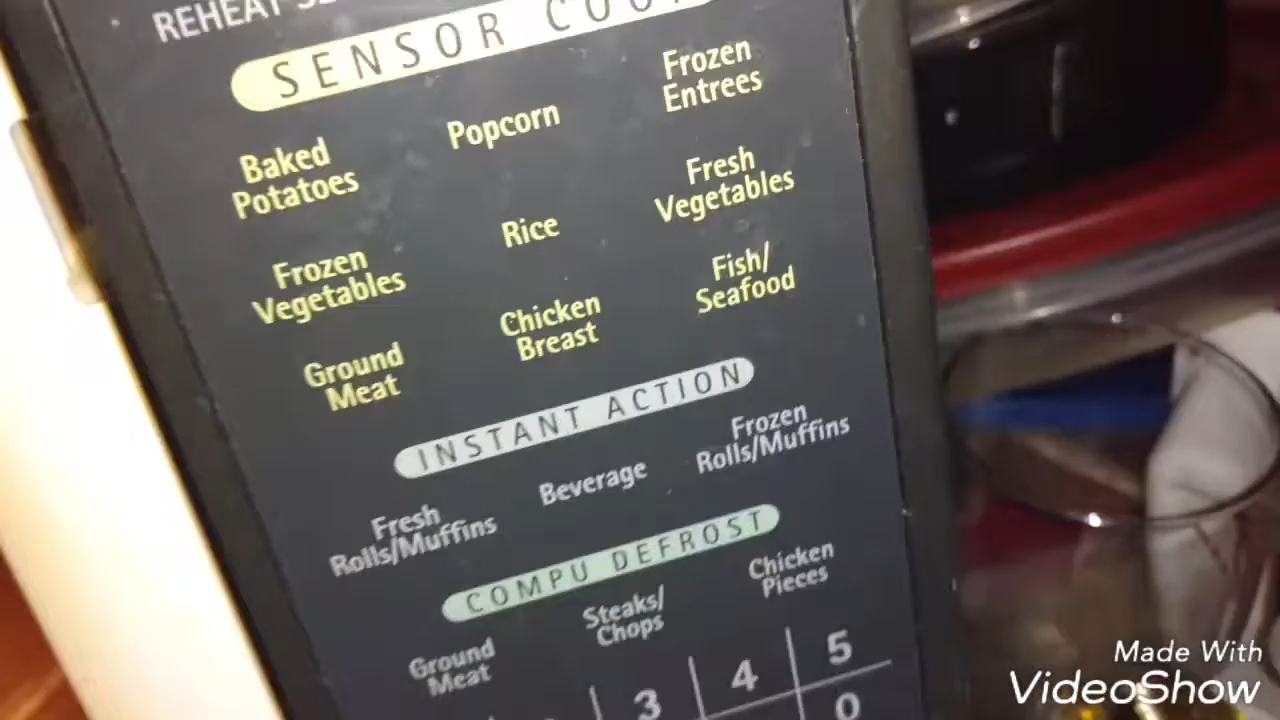 REHEAT
SENSOR
Baked
Potatoes
Popcorn
Frozen
Entrees
Frozen
Vegetables
Rice
Fresh
Vegetables
Ground
Meat
Chicken
Breast
Fish/
Seafood
INSTANT ACTION
Fresh
Rolls/Muffins
Beverage
Frozen
Rolls/Muffins
COMPU DEFROST
Ground
Meat
Steaks/
Chops
Chicken
Pieces
3 4 5
0
Made With
VideoShow